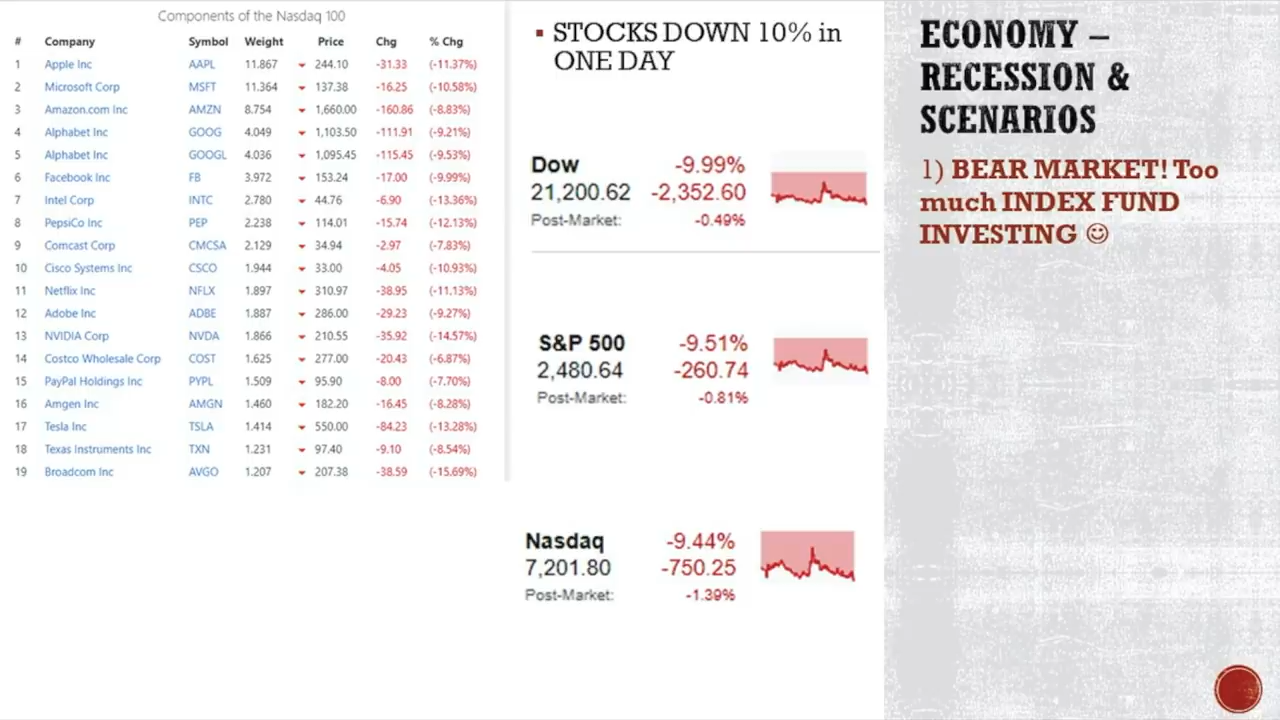 Components of the Nasdaq 100
# Company Symbol Weight Price Chg % Chg
1 Apple Inc AAPL 11.867 244.10 -31.33 (-11.37%)
2 Microsoft Corp MSFT 11.364 137.38 -16.25 (-10.58%)
3 Amazon.com Inc AMZN 8.754 1,660.00 -160.86 (-8.83%)
4 Alphabet Inc GOOG 4.049 1,103.50 -111.91 (-9.21%)
5 Alphabet Inc GOOGL 4.036 1,095.45 -115.45 (-9.53%)
6 Facebook Inc FB 3.972 153.24 -17.00 (-9.99%)
7 Intel Corp INTC 2.780 44.76 -6.90 (-13.36%)
8 PepsiCo Inc PEP 2.238 114.01 -15.74 (-12.13%)
9 Comcast Corp CMCSA 2.129 34.94 -2.97 (-7.83%)
10 Cisco Systems Inc CSCO 1.944 33.00 -4.05 (-10.93%)
11 Netflix Inc NFLX 1.897 310.97 -38.95 (-11.13%)
12 Adobe Inc ADBE 1.887 286.00 -29.23 (-9.27%)
13 NVIDIA Corp NVDA 1.866 210.55 -35.92 (-14.57%)
14 Costco Wholesale Corp COST 1.625 277.00 -20.43 (-6.87%)
15 PayPal Holdings Inc PYPL 1.509 95.90 -8.00 (-7.70%)
16 Amgen Inc AMGN 1.460 182.20 -16.45 (-8.28%)
17 Tesla Inc TSLA 1.414 550.00 -84.23 (-13.28%)
18 Texas Instruments Inc TXN 1.231 97.40 -9.10 (-8.54%)
19 Broadcom Inc AVGO 1.207 207.38 -38.59 (-15.69%)
STOCKS DOWN 10% in
ONE DAY
Dow -9.99%
21,200.62 -2,352.60
Post-Market: -0.49%
S&P 500 -9.51%
2,480.64 -260.74
Post-Market: -0.81%
Nasdaq -9.44%
7,201.80 -750.25
Post-Market: -1.39%
ECONOMY –
RECESSION &
SCENARIOS
1) BEAR MARKET! Too
much INDEX FUND
INVESTING ☺